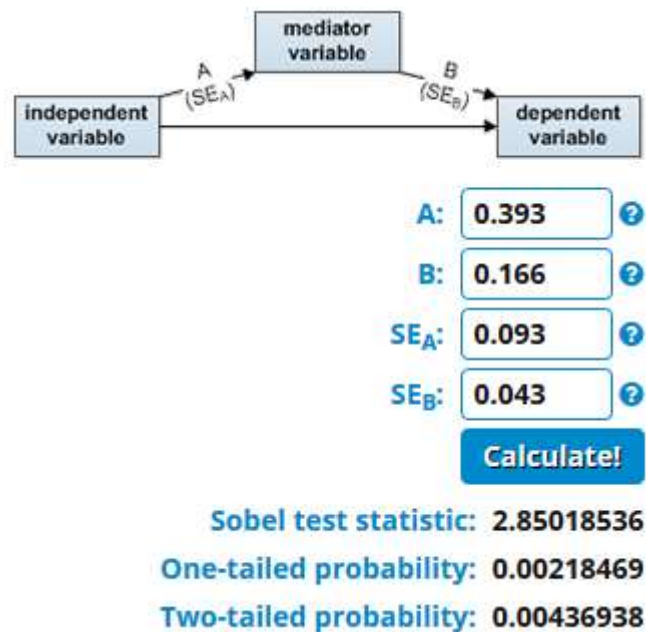 mediator
variable
A
(SEA)
B
(SEB)
independent
variable
dependent
variable
A: 0.393 ?
B: 0.166 ?
SEA: 0.093 ?
SEB: 0.043 ?
Calculate!
Sobel test statistic: 2.85018536
One-tailed probability: 0.00218469
Two-tailed probability: 0.00436938